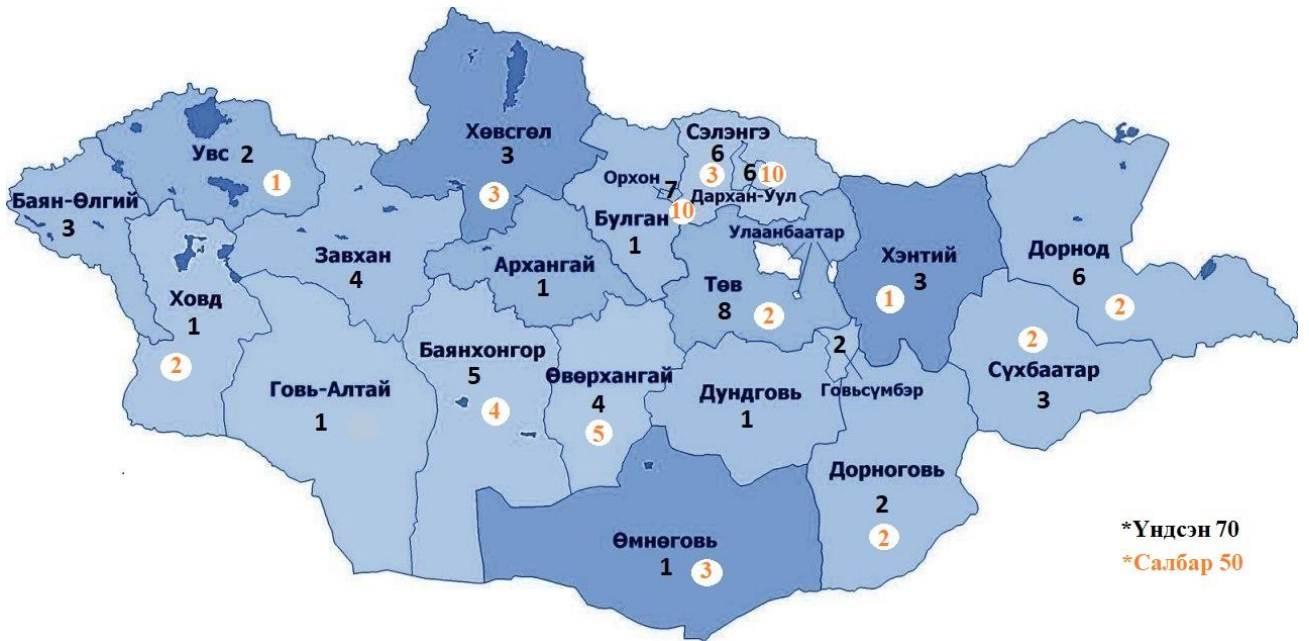 Хөвсгөл
3
3
Сэлэнгэ
6
3
6
10
Увс 2
1
Орхон
7
Дархан-Уул
10
Баян-Өлгий
3
Булган
1
Улаанбаатар
Завхан
4
Архангай
1
Хэнтий
3
1
Дорнод
6
2
Ховд
1
2
Төв
8
2
Баянхонгор
5
4
Өвөрхангай
4
5
2
Говьсүмбэр
2
Сүхбаатар
3
Говь-Алтай
1
Дундговь
1
Дорноговь
2
2
Өмнөговь
1
3
*Үндсэн 70
*Салбар 50